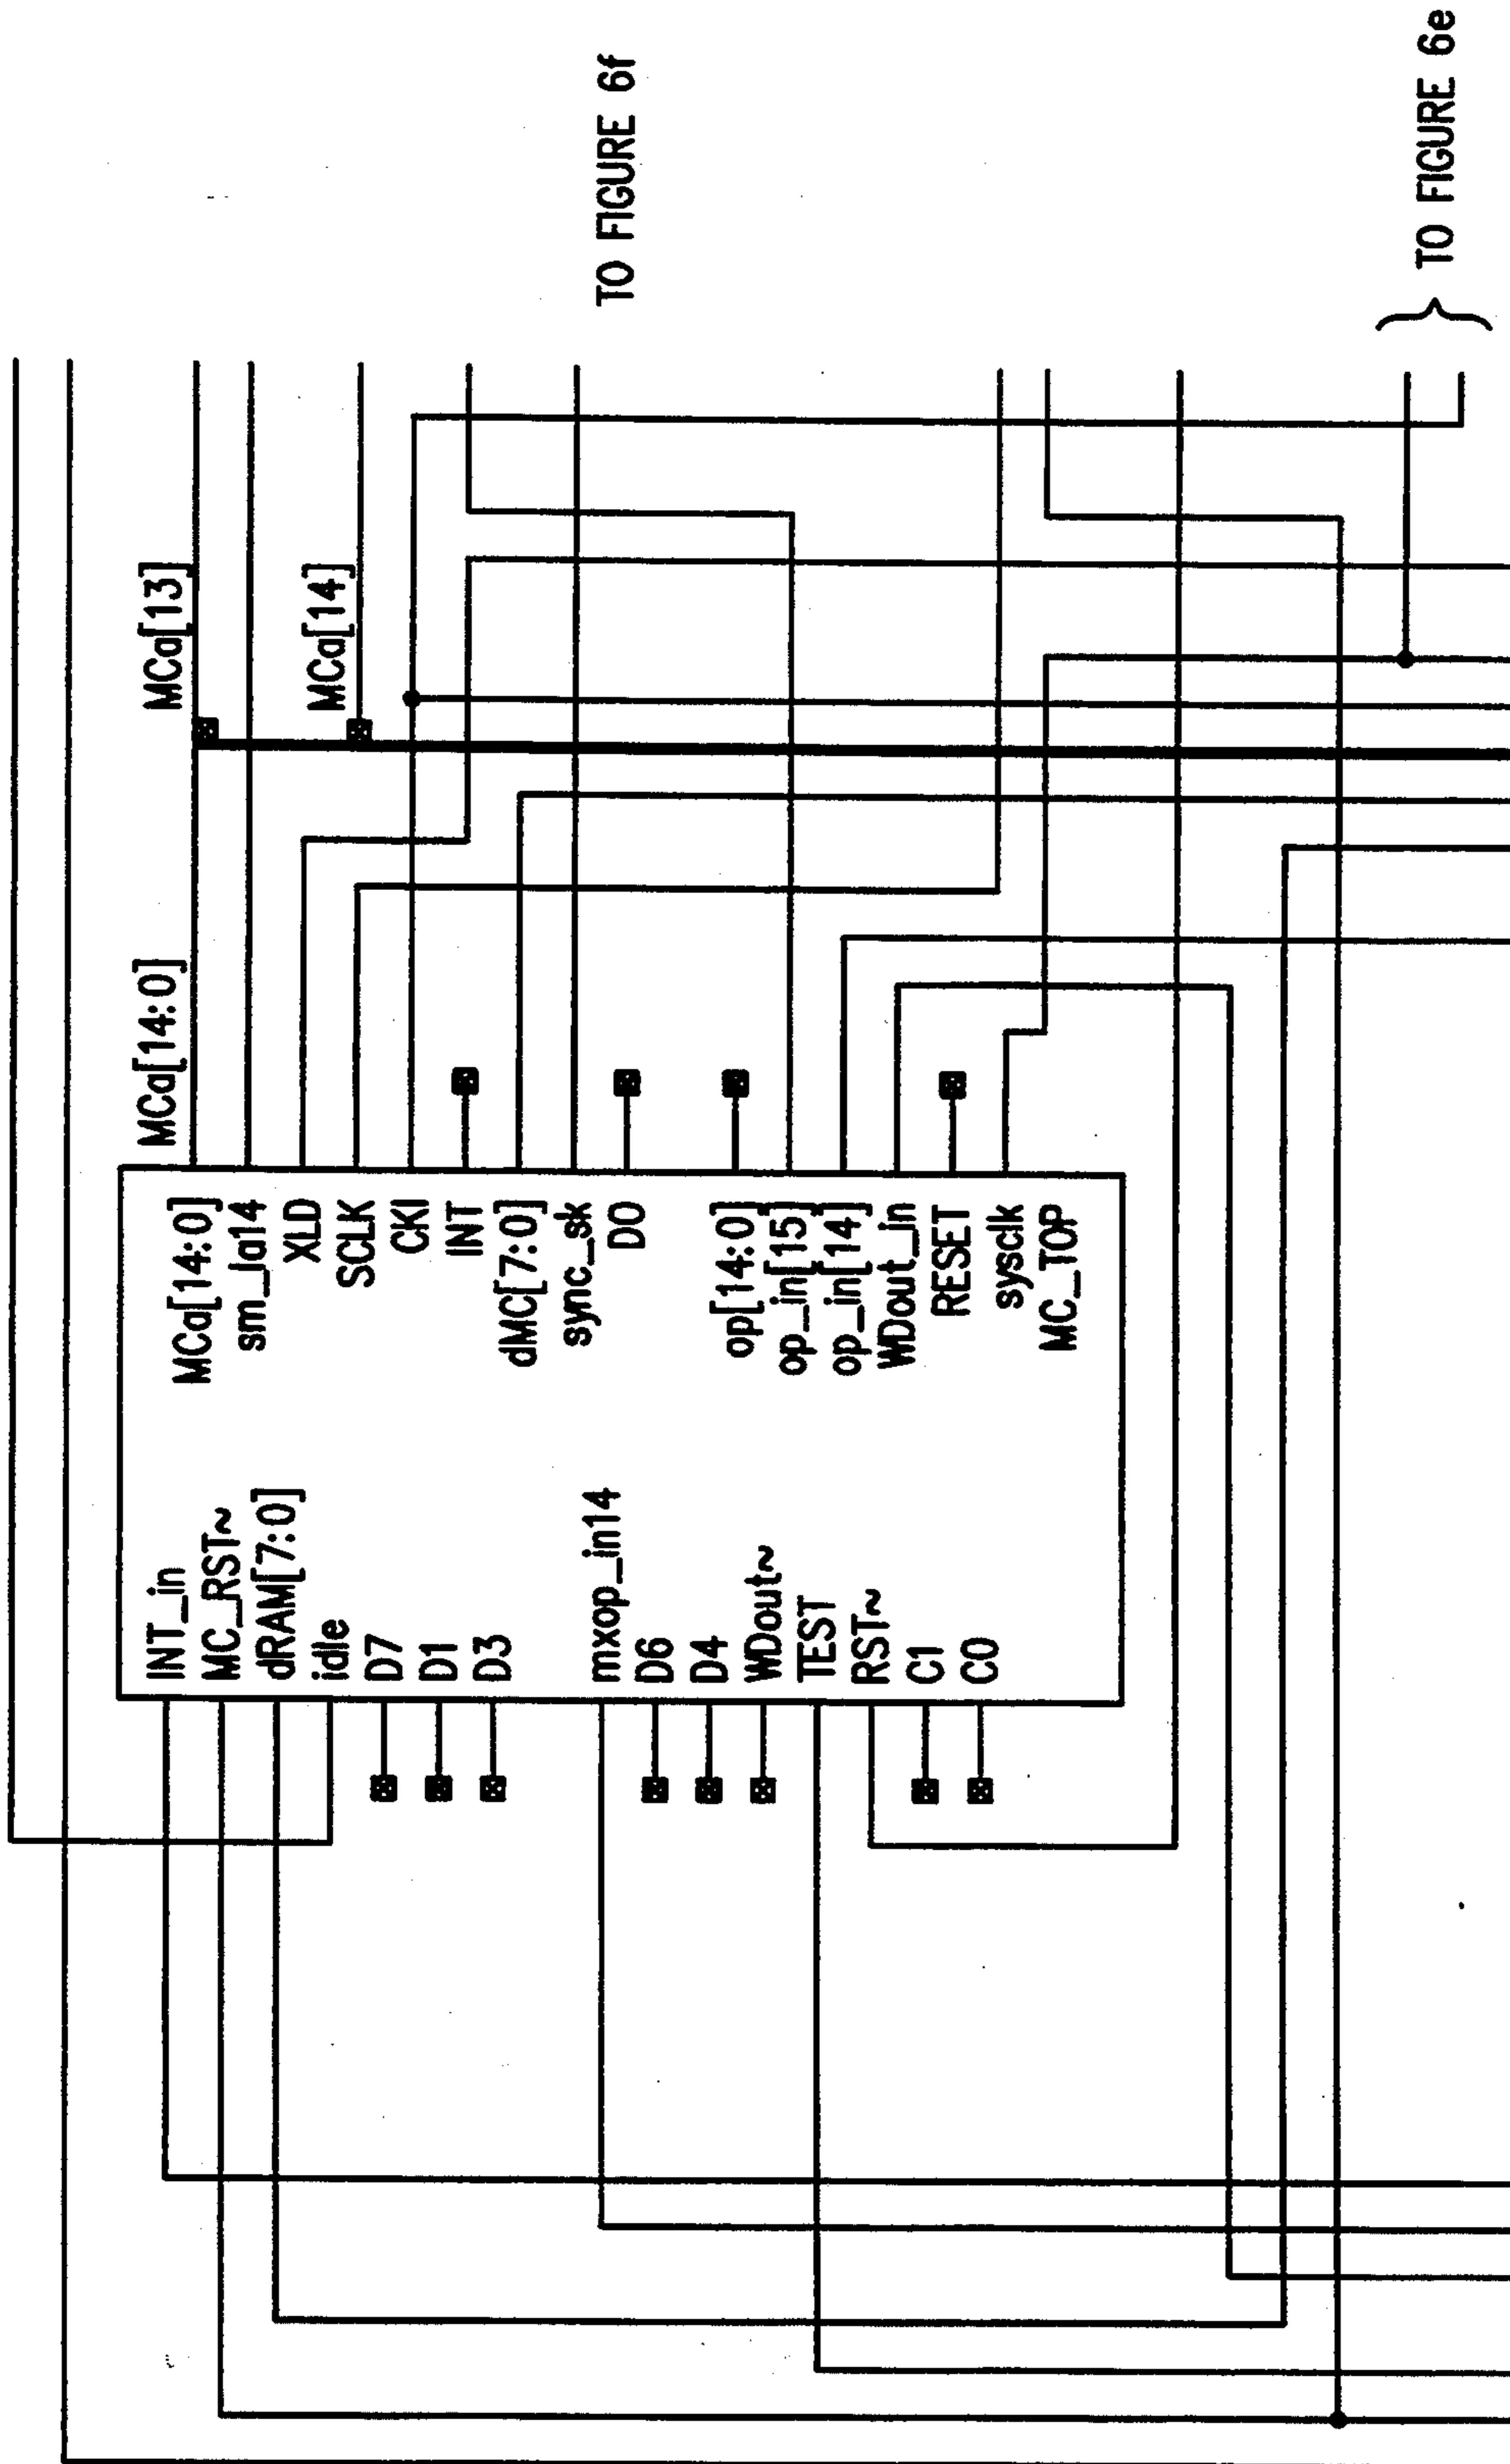 INT_in
MC_RST~
dRAM[7:0]
idle
D7
D1
D3
mxop_in14
D6
D4
WDout~
TEST
RST~
C1
C0
MCa[14:0]
sm_la14
XLD
SCLK
CKI
INT
dMC[7:0]
sync_sk
DO
op[14:0]
op_in[15]
op_in[14]
WDout_in
RESET
sysclk
MC_TOP
MCa[14:0]
MCa[13]
MCa[14]
TO FIGURE 6f
TO FIGURE 6e